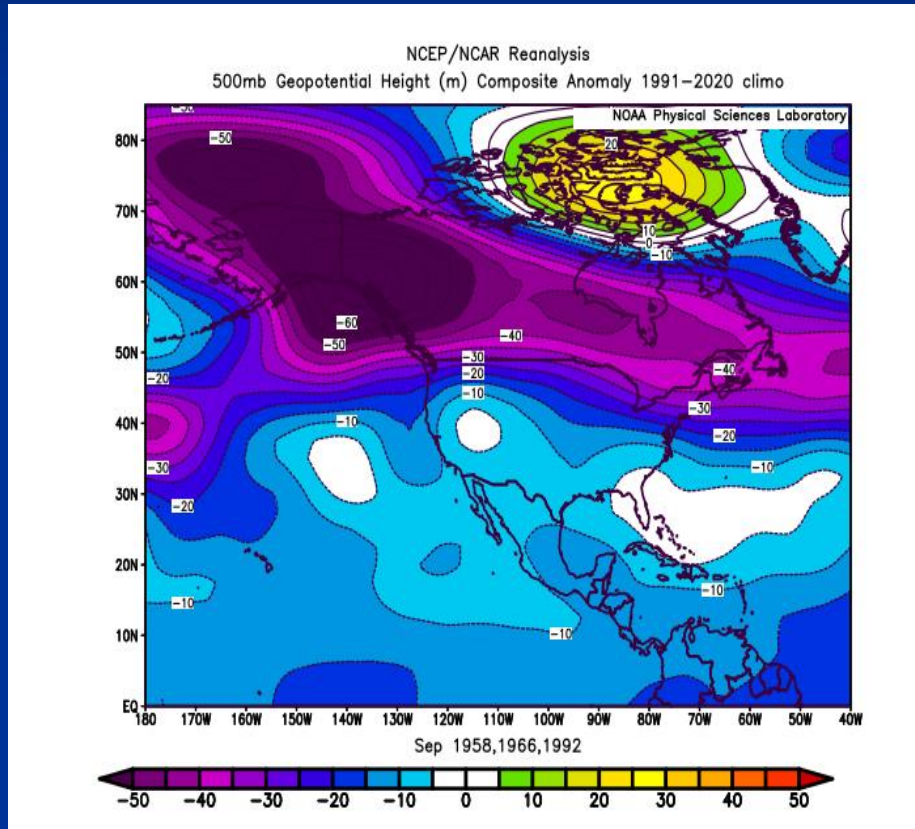 NCEP/NCAR Reanalysis
500mb Geopotential Height (m) Composite Anomaly 1991-2020 climo
NOAA Physical Sciences Laboratory
80N
70N
60N
50N
40N
30N
20N
10N
EQ
-50
20
10
0
-10
-60
-50
-40
-30
-20
-10
-20
-40
-30
-20
-10
-10
-30
-20
-10
-10
-10
180 170W 160W 150W 140W 130W 120W 110W 100W 90W 80W 70W 60W 50W 40W
Sep 1958,1966,1992
-50 -40 -30 -20 -10 0 10 20 30 40 50